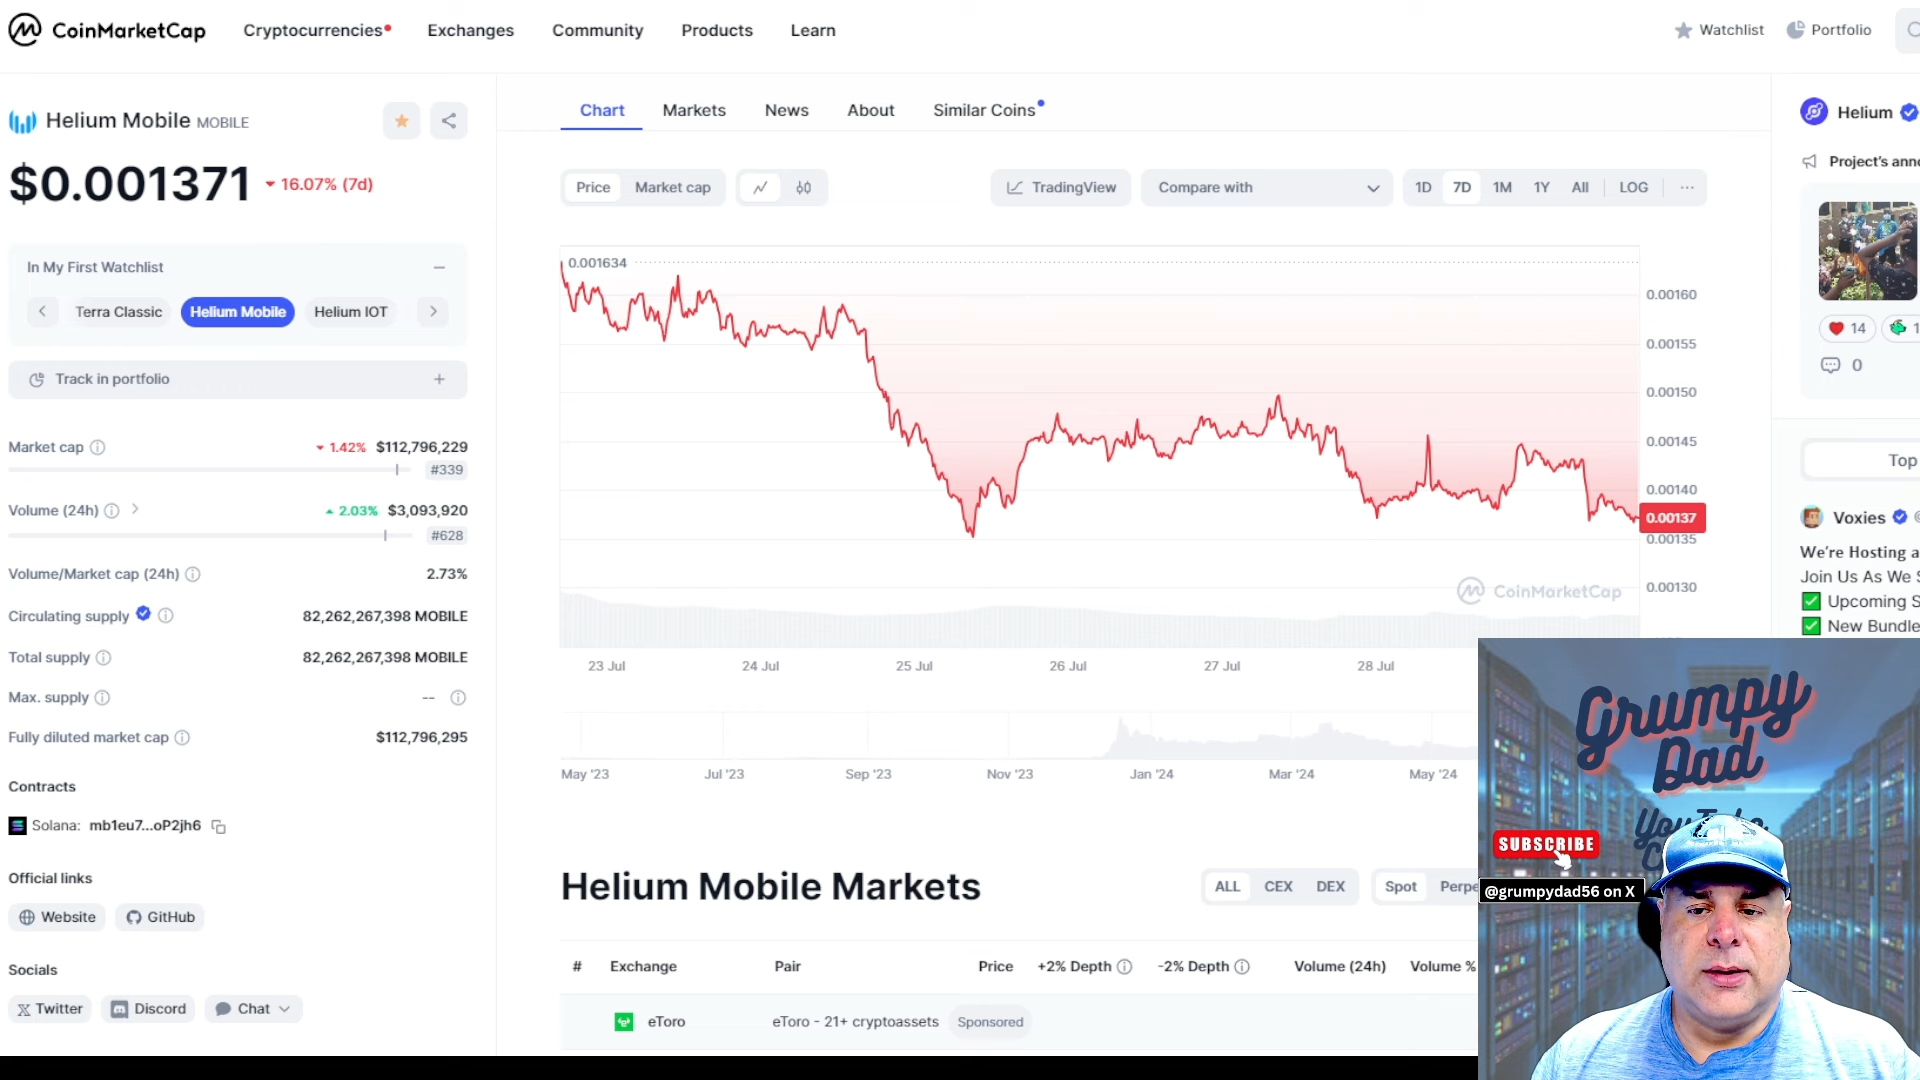 CoinMarketCap
Cryptocurrencies
Exchanges
Community
Products
Learn
Watchlist
Portfolio
Helium Mobile MOBILE
$0.001371
16.07% (7d)
In My First Watchlist
Terra Classic
Helium Mobile
Helium IOT
Track in portfolio
Market cap
1.42% $112,796,229
#339
Volume (24h)
2.03% $3,093,920
#628
Volume/Market cap (24h)
2.73%
Circulating supply
82,262,267,398 MOBILE
Total supply
82,262,267,398 MOBILE
Max. supply
--
Fully diluted market cap
$112,796,295
Contracts
Solana: mb1eu7...oP2jh6
Official links
Website
GitHub
Socials
Twitter
Discord
Chat
Chart
Markets
News
About
Similar Coins
Price
Market cap
TradingView
Compare with
1D
7D
1M
1Y
All
LOG
0.001634
0.00160
0.00155
0.00150
0.00145
0.00140
0.00137
0.00135
0.00130
CoinMarketCap
23 Jul
24 Jul
25 Jul
26 Jul
27 Jul
28 Jul
May '23
Jul '23
Sep '23
Nov '23
Jan '24
Mar '24
May '24
Helium Mobile Markets
ALL
CEX
DEX
Spot
Perpe
#
Exchange
Pair
Price
+2% Depth
-2% Depth
Volume (24h)
Volume %
eToro
eToro - 21+ cryptoassets
Sponsored
Helium
Project's anno
14
1
0
Top
Voxies
We're Hosting a
Join Us As We S
Upcoming S
New Bundle
Grumpy
Dad
SUBSCRIBE
@grumpydad56 on X